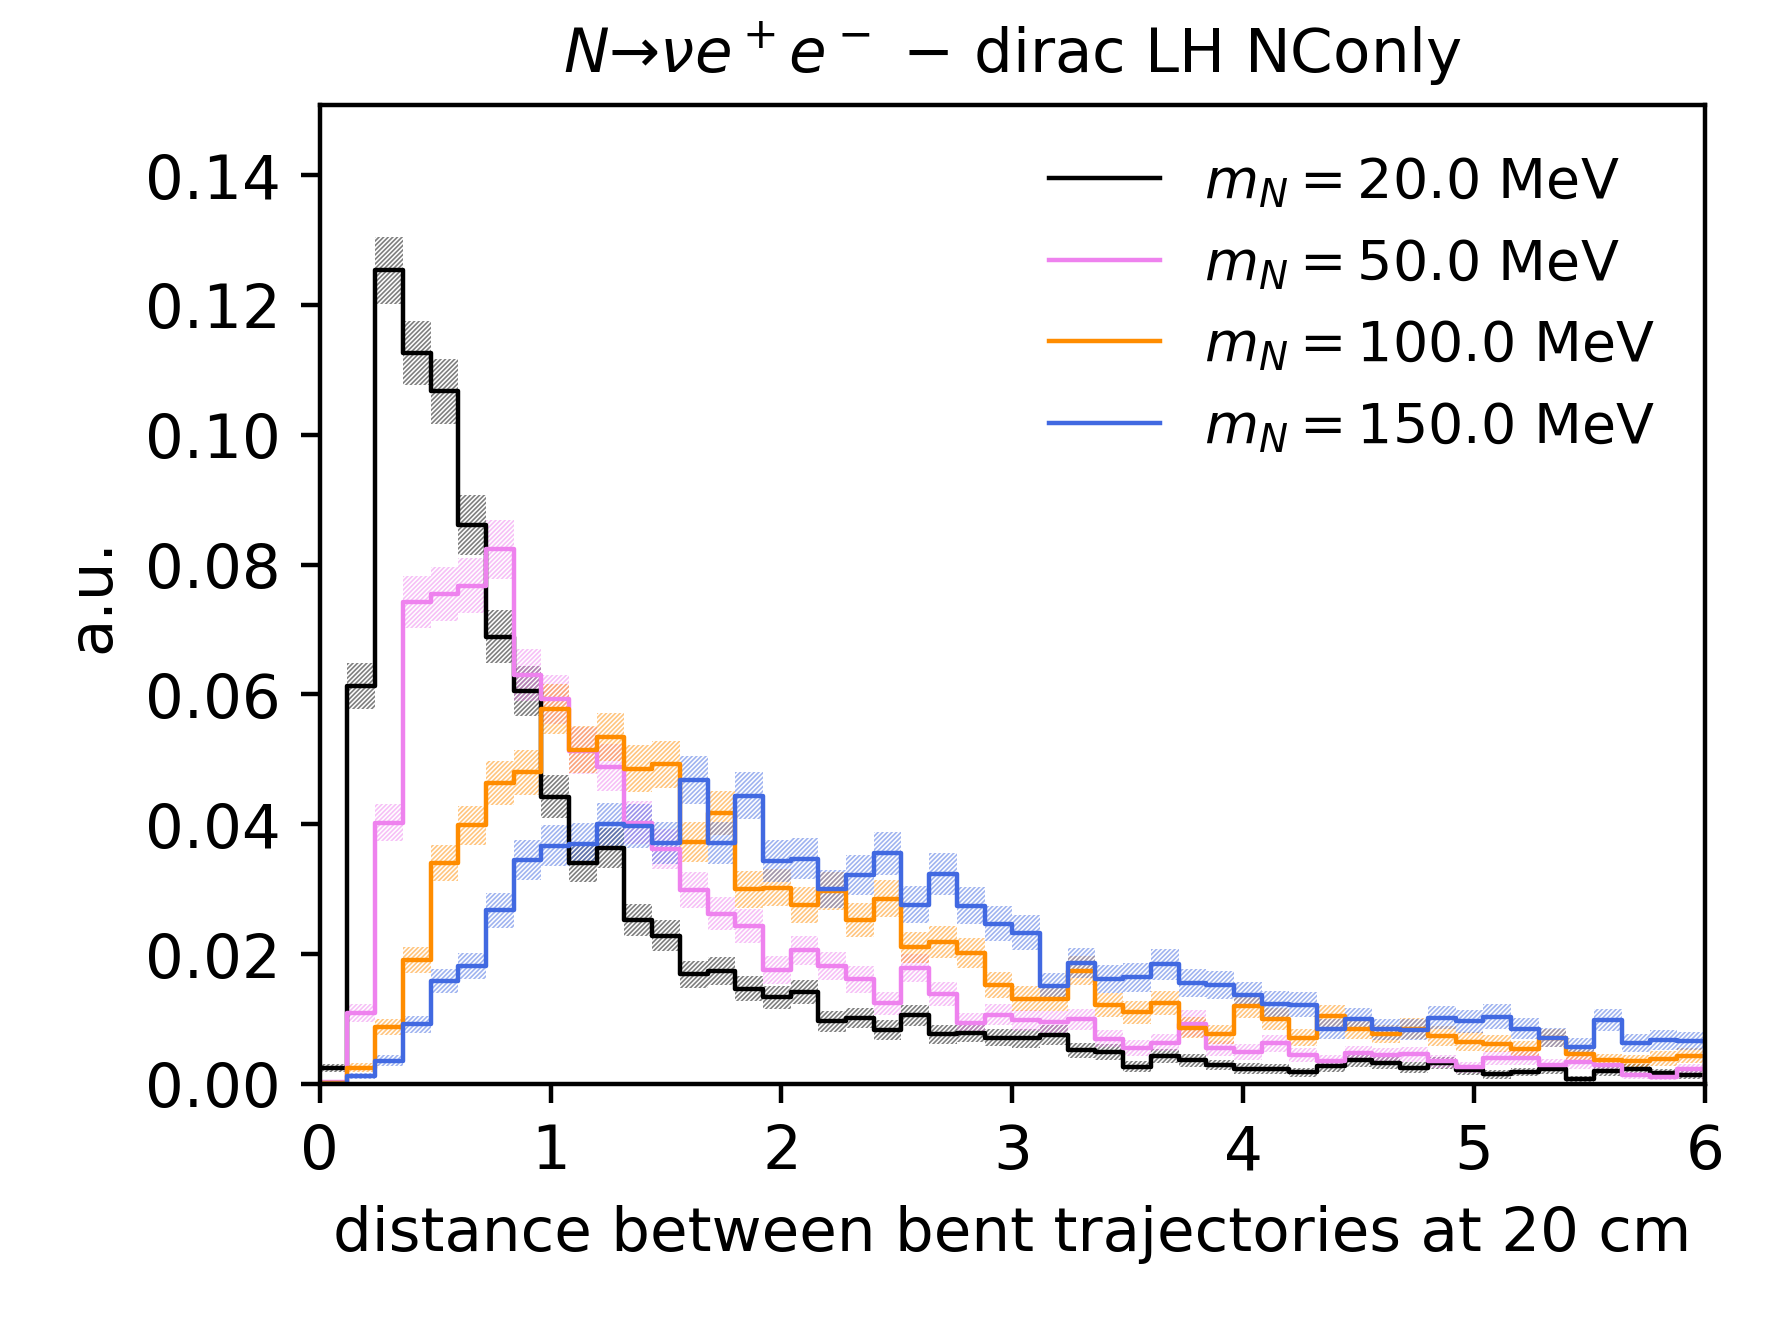 N→νe⁺e⁻ − dirac LH NConly
m_N = 20.0 MeV
m_N = 50.0 MeV
m_N = 100.0 MeV
m_N = 150.0 MeV
0.14
0.12
0.10
0.08
0.06
0.04
0.02
0.00
a.u.
0 1 2 3 4 5 6
distance between bent trajectories at 20 cm